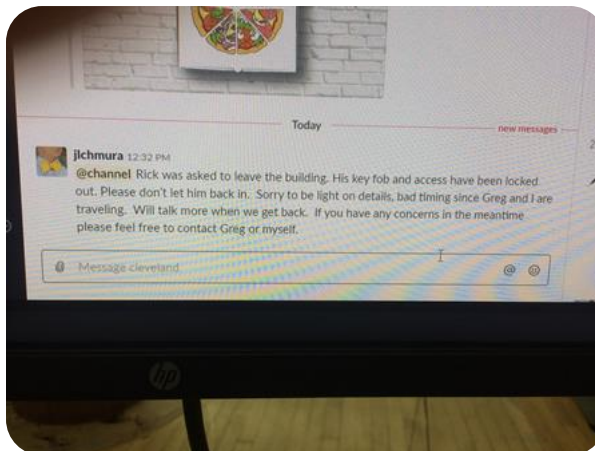 Today
new messages
jlchmura 12:32 PM
@channel Rick was asked to leave the building. His key fob and access have been locked
out. Please don't let him back in. Sorry to be light on details, bad timing since Greg and I are
traveling. Will talk more when we get back. If you have any concerns in the meantime
please feel free to contact Greg or myself.
Message cleveland
@
hp